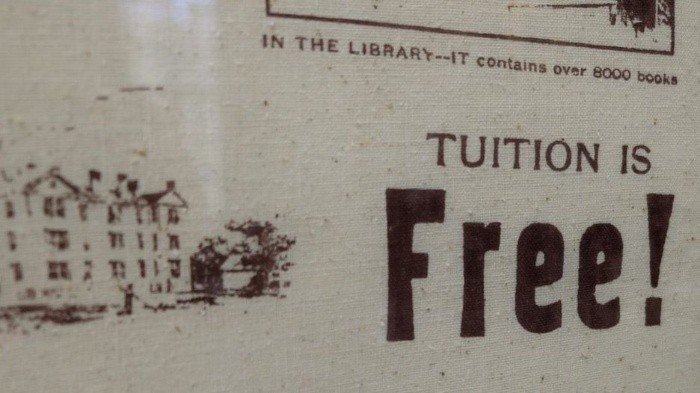 IN THE LIBRARY--IT contains over 8000 books
TUITION IS
Free!